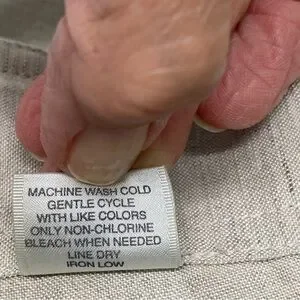 MACHINE WASH COLD
GENTLE CYCLE
WITH LIKE COLORS
ONLY NON-CHLORINE
BLEACH WHEN NEEDED
LINE DRY
IRON LOW